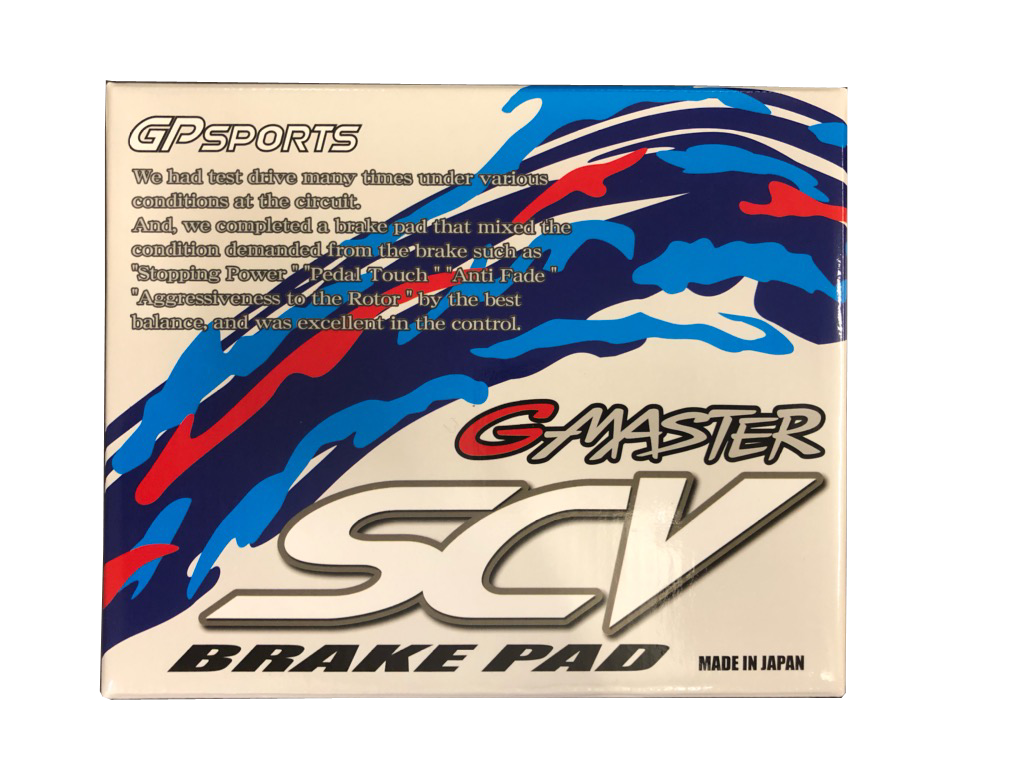 GP SPORTS
We had test drive many times under various
conditions at the circuit.
And, we completed a brake pad that mixed the
condition demanded from the brake such as
"Stopping Power" "Pedal Touch" "Anti Fade"
"Aggressiveness to the Rotor" by the best
balance, and was excellent in the control.
G-MASTER
SCV
BRAKE PAD
MADE IN JAPAN